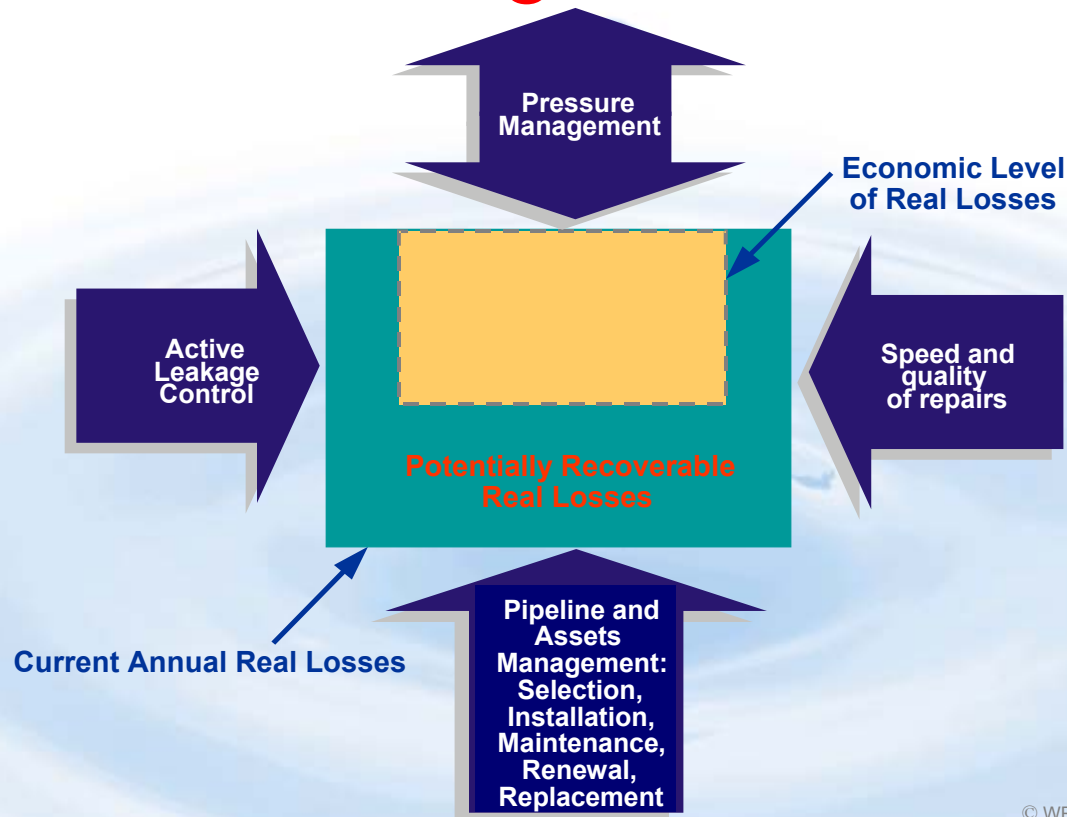 Pressure
Management
Economic Level
of Real Losses
Active
Leakage
Control
Speed and
quality
of repairs
Potentially Recoverable
Real Losses
Current Annual Real Losses
Pipeline and
Assets
Management:
Selection,
Installation,
Maintenance,
Renewal,
Replacement